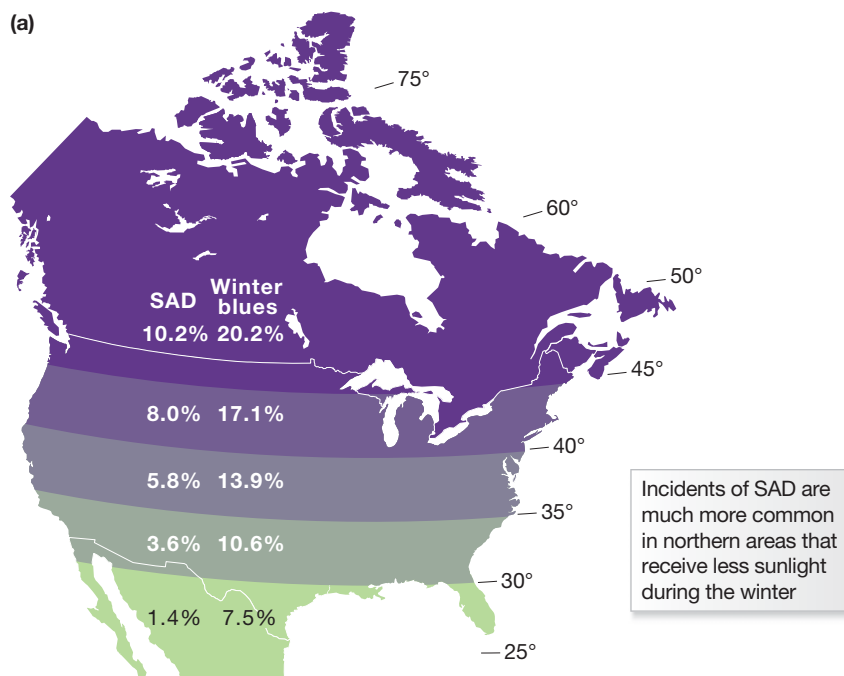 (a)
75°
60°
50°
SAD Winter blues
10.2% 20.2%
45°
8.0% 17.1%
40°
5.8% 13.9%
35°
3.6% 10.6%
30°
1.4% 7.5%
25°
Incidents of SAD are
much more common
in northern areas that
receive less sunlight
during the winter